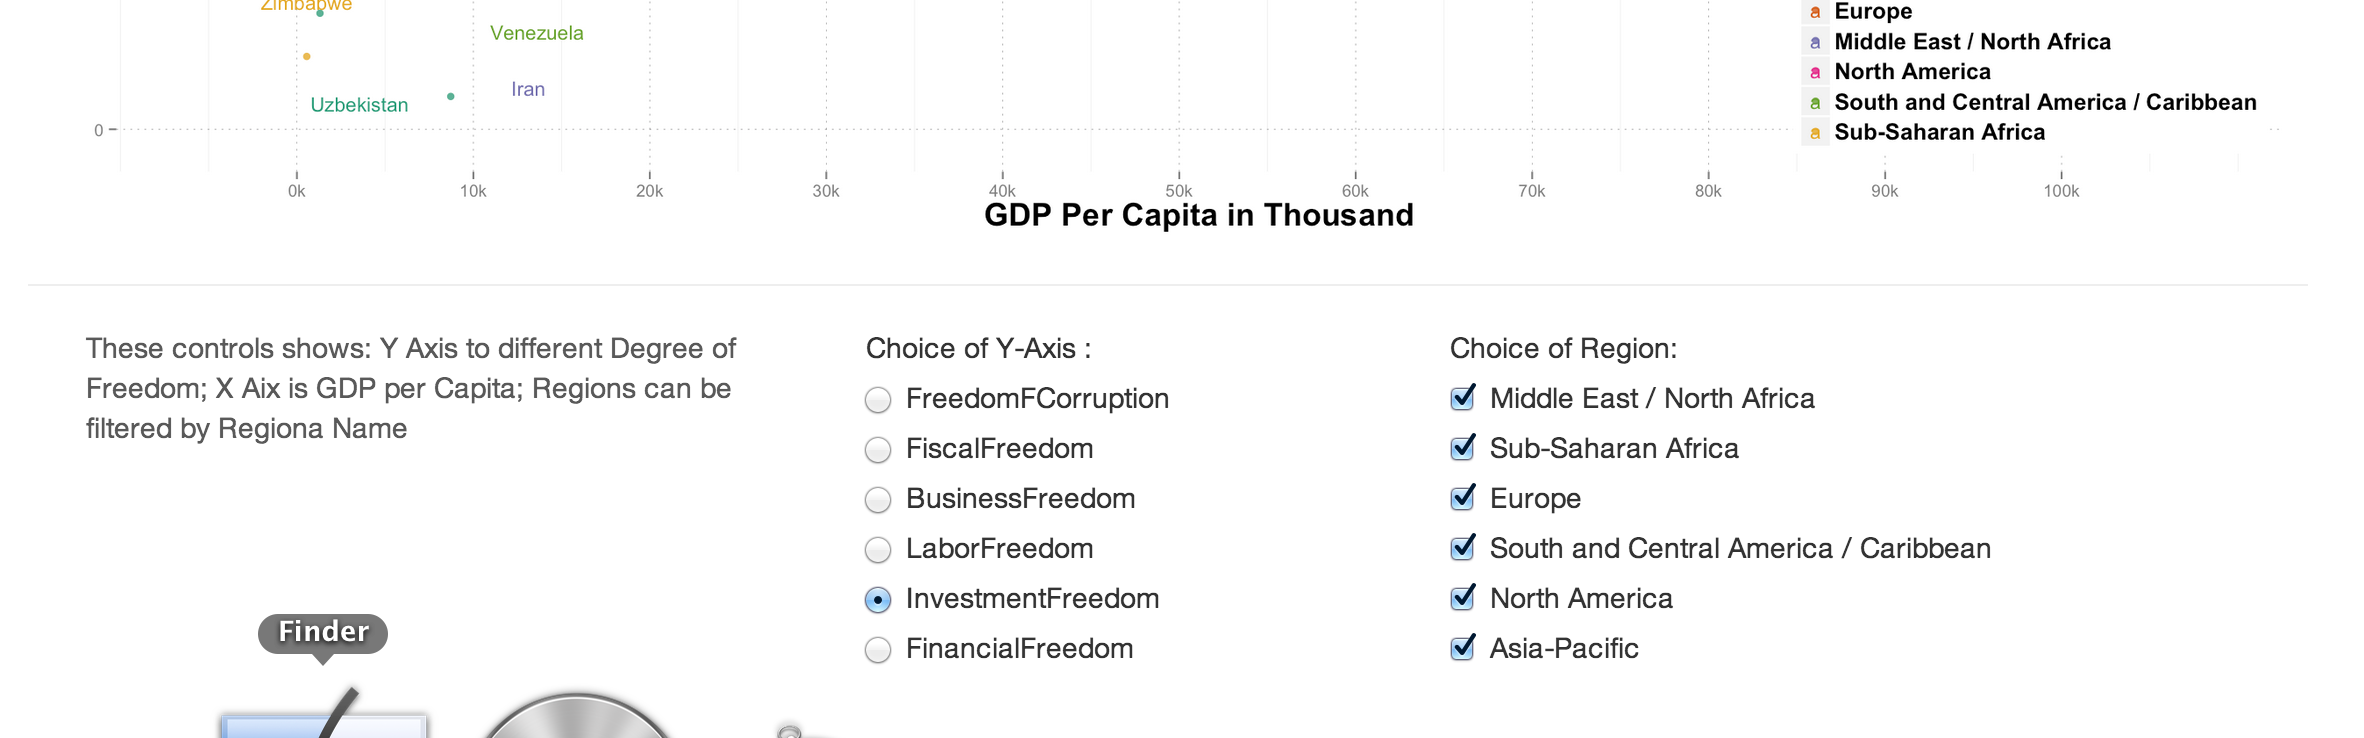 Zimbabwe
Venezuela
Iran
Uzbekistan
0
a Europe
a Middle East / North Africa
a North America
a South and Central America / Caribbean
a Sub-Saharan Africa
0k 10k 20k 30k 40k 50k 60k 70k 80k 90k 100k
GDP Per Capita in Thousand
These controls shows: Y Axis to different Degree of
Freedom; X Aix is GDP per Capita; Regions can be
filtered by Regiona Name
Choice of Y-Axis :
FreedomFCorruption
FiscalFreedom
BusinessFreedom
LaborFreedom
InvestmentFreedom
FinancialFreedom
Choice of Region:
Middle East / North Africa
Sub-Saharan Africa
Europe
South and Central America / Caribbean
North America
Asia-Pacific
Finder